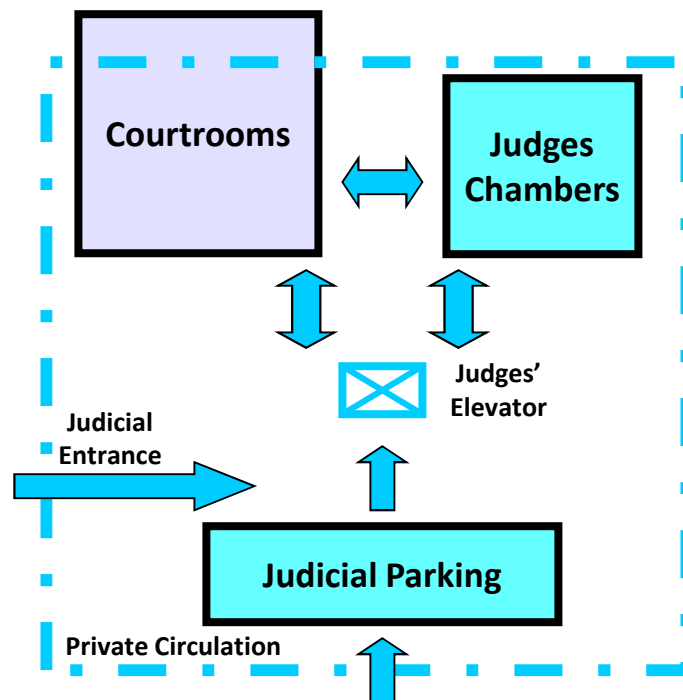 Courtrooms
Judges
Chambers
Judges’
Elevator
Judicial
Entrance
Judicial Parking
Private Circulation